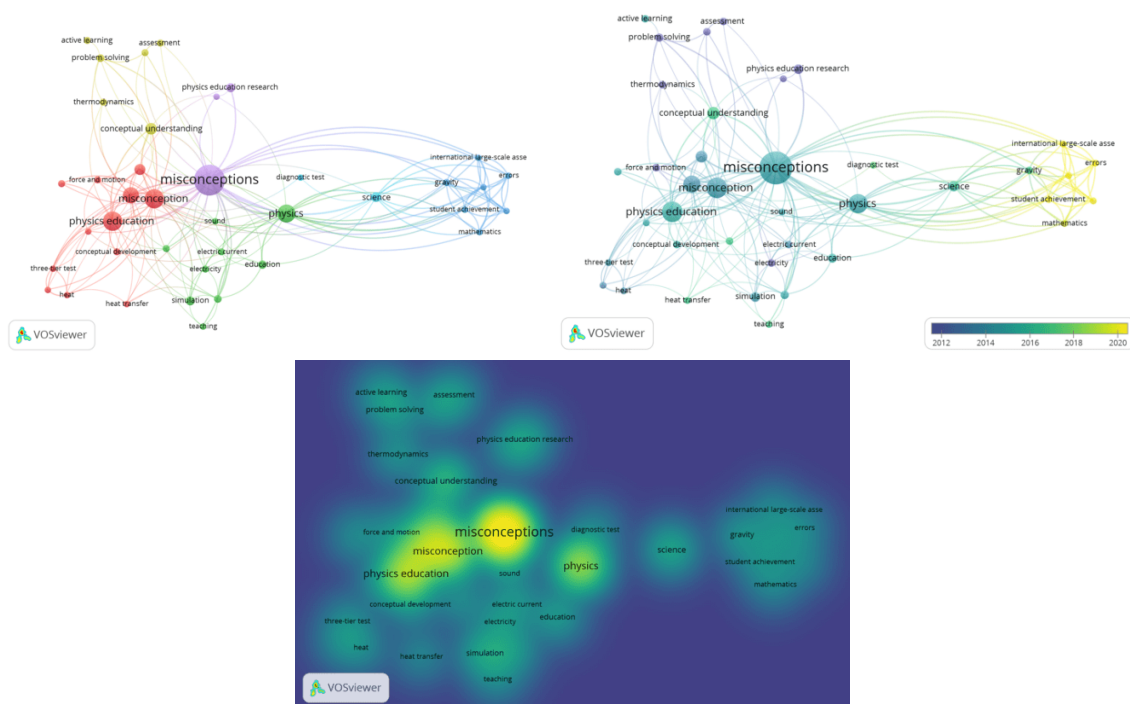 active learning
assessment
problem solving
physics education research
thermodynamics
conceptual understanding
misconceptions
international large-scale asse
errors
force and motion
diagnostic test
gravity
misconception
science
student achievement
physics
physics education
sound
mathematics
conceptual development
electric current
education
three-tier test
electricity
heat
heat transfer
simulation
teaching
VOSviewer
active learning
assessment
problem solving
physics education research
thermodynamics
conceptual understanding
international large-scale asse
misconceptions
errors
force and motion
diagnostic test
gravity
misconception
science
student achievement
physics
physics education
sound
mathematics
conceptual development
electric current
education
three-tier test
electricity
heat
heat transfer
simulation
teaching
VOSviewer
2012 2014 2016 2018 2020
active learning
assessment
problem solving
physics education research
thermodynamics
conceptual understanding
international large-scale asse
misconceptions
errors
force and motion
diagnostic test
gravity
misconception
science
student achievement
physics
physics education
sound
mathematics
conceptual development
electric current
education
three-tier test
electricity
heat
heat transfer
simulation
teaching
VOSviewer